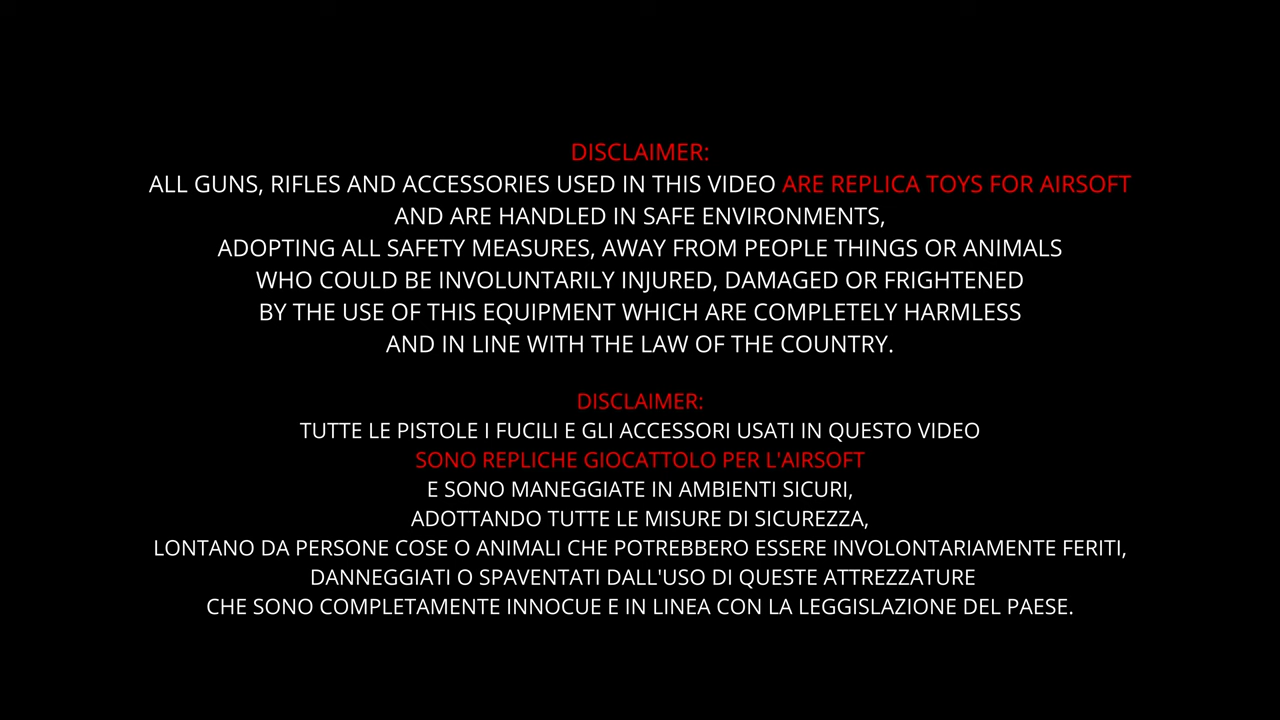 DISCLAIMER:
ALL GUNS, RIFLES AND ACCESSORIES USED IN THIS VIDEO ARE REPLICA TOYS FOR AIRSOFT
AND ARE HANDLED IN SAFE ENVIRONMENTS,
ADOPTING ALL SAFETY MEASURES, AWAY FROM PEOPLE THINGS OR ANIMALS
WHO COULD BE INVOLUNTARILY INJURED, DAMAGED OR FRIGHTENED
BY THE USE OF THIS EQUIPMENT WHICH ARE COMPLETELY HARMLESS
AND IN LINE WITH THE LAW OF THE COUNTRY.
DISCLAIMER:
TUTTE LE PISTOLE I FUCILI E GLI ACCESSORI USATI IN QUESTO VIDEO
SONO REPLICHE GIOCATTOLO PER L'AIRSOFT
E SONO MANEGGIATE IN AMBIENTI SICURI,
ADOTTANDO TUTTE LE MISURE DI SICUREZZA,
LONTANO DA PERSONE COSE O ANIMALI CHE POTREBBERO ESSERE INVOLONTARIAMENTE FERITI,
DANNEGGIATI O SPAVENTATI DALL'USO DI QUESTE ATTREZZATURE
CHE SONO COMPLETAMENTE INNOCUE E IN LINEA CON LA LEGGISLAZIONE DEL PAESE.